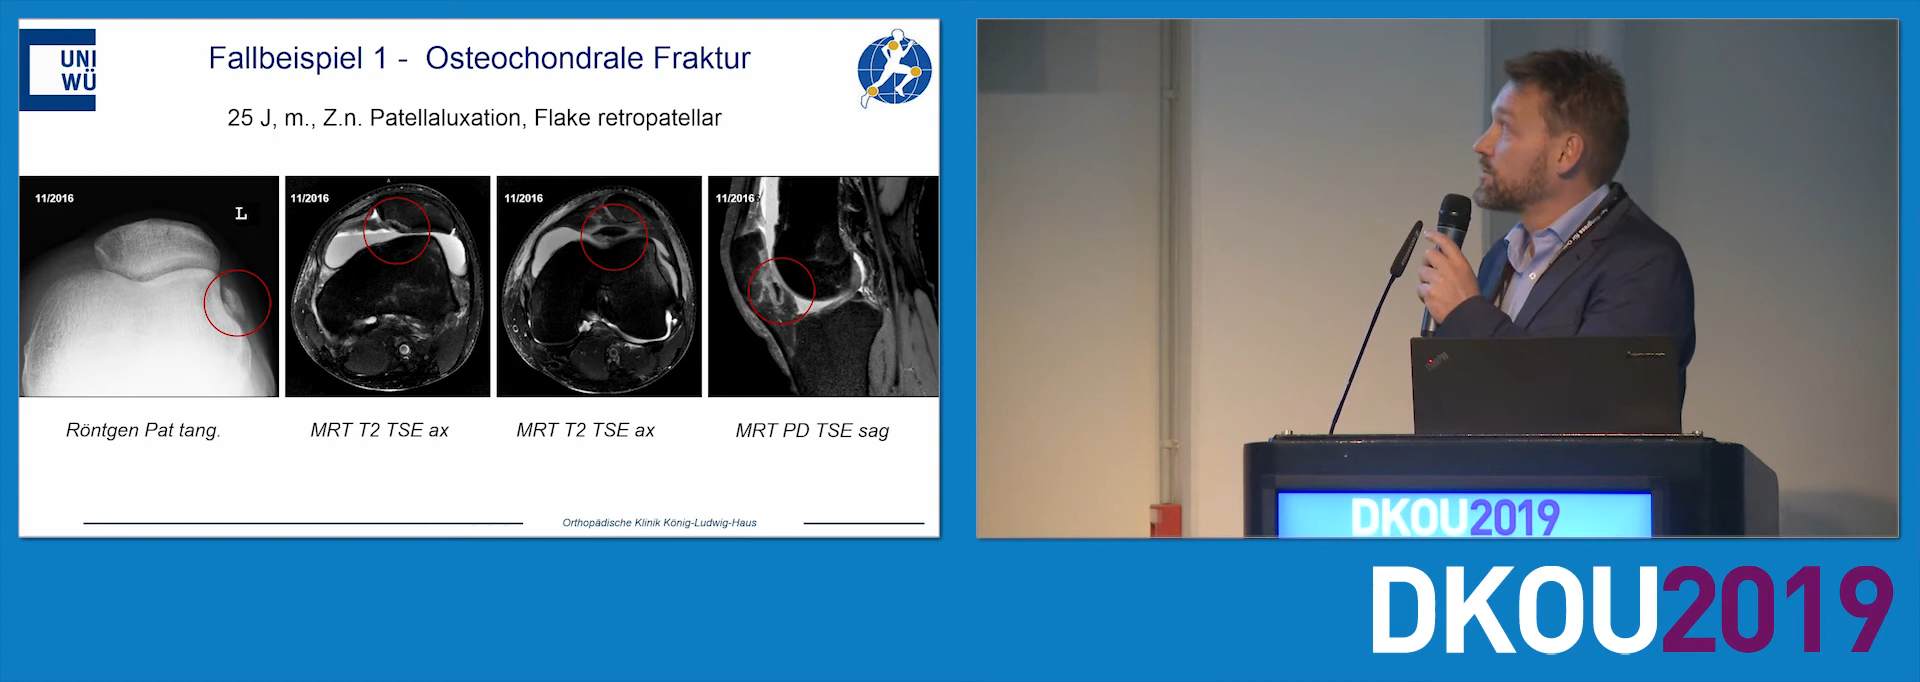 UNI
WÜ
Fallbeispiel 1 - Osteochondrale Fraktur
25 J, m., Z.n. Patellaluxation, Flake retropatellar
11/2016
L
11/2016
A
11/2016
11/2016
Röntgen Pat tang.
MRT T2 TSE ax
MRT T2 TSE ax
MRT PD TSE sag
Orthopädische Klinik König-Ludwig-Haus
DKOU2019
DKOU2019